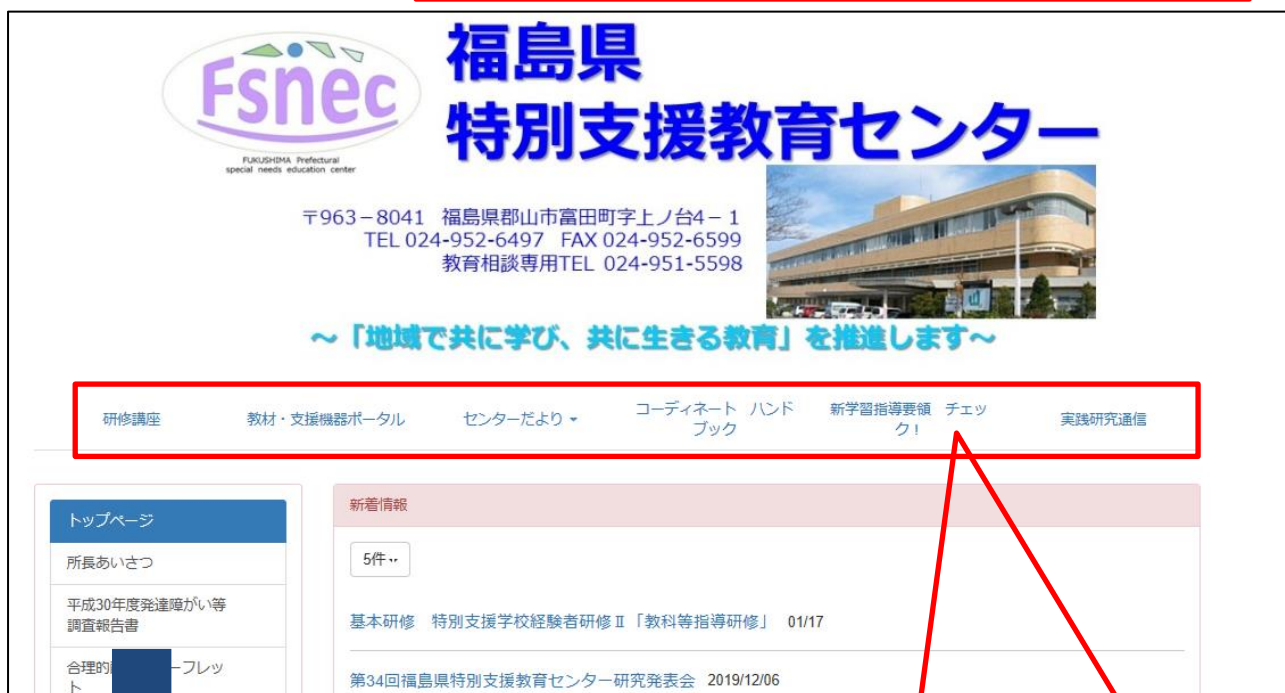 Fsnec
FUKUSHIMA Prefectural
special needs education center
福島県
特別支援教育センター
〒963－8041 福島県郡山市富田町字上ノ台4－1
TEL 024-952-6497 FAX 024-952-6599
教育相談専用TEL 024-951-5598
～「地域で共に学び、共に生きる教育」を推進します～
研修講座
教材・支援機器ポータル
センターだより
コーディネート ハンド
ブック
新学習指導要領 チェッ
ク！
実践研究通信
トップページ
所長あいさつ
平成30年度発達障がい等
調査報告書
合理的
ーフレッ
ト
新着情報
5件
基本研修 特別支援学校経験者研修Ⅱ「教科等指導研修」 01/17
第34回福島県特別支援教育センター研究発表会 2019/12/06